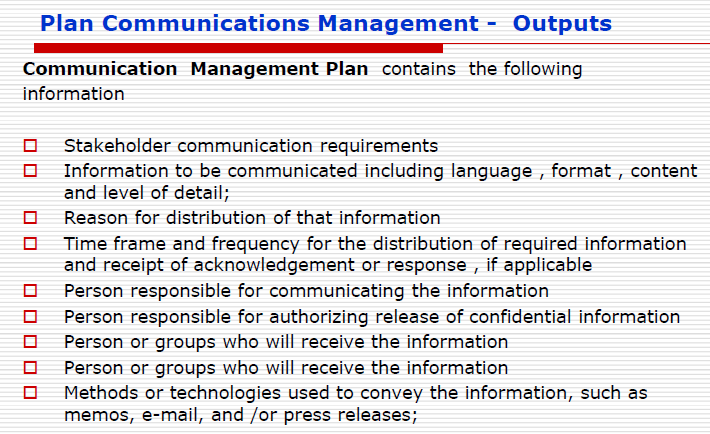 Plan Communications Management - Outputs
Communication Management Plan contains the following
information
Stakeholder communication requirements
Information to be communicated including language , format , content
and level of detail;
Reason for distribution of that information
Time frame and frequency for the distribution of required information
and receipt of acknowledgement or response , if applicable
Person responsible for communicating the information
Person responsible for authorizing release of confidential information
Person or groups who will receive the information
Person or groups who will receive the information
Methods or technologies used to convey the information, such as
memos, e-mail, and /or press releases;